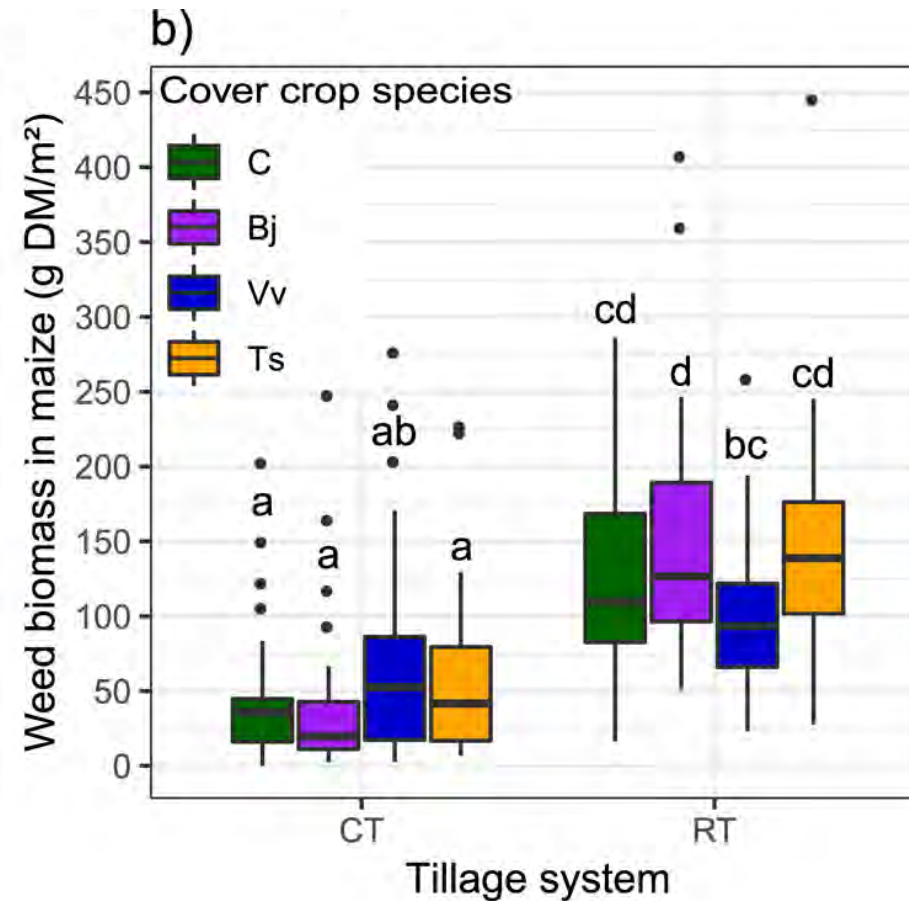 b)
Weed biomass in maize (g DM/m²)
450
400
350
300
250
200
150
100
50
0
Cover crop species
C
Bj
Vv
Ts
a
a
ab
a
cd
d
bc
cd
CT
RT
Tillage system